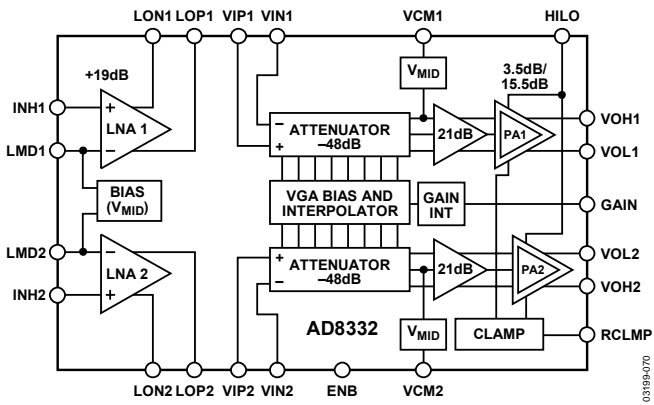 LON1 LOP1 VIP1 VIN1 VCM1 HILO
+19dB
VMID
3.5dB/
15.5dB
INH1
LNA 1
+
–
–
+
ATTENUATOR
–48dB
21dB
PA1
VOH1
LMD1
VOL1
BIAS
(VMID)
VGA BIAS AND
INTERPOLATOR
GAIN
INT
GAIN
LMD2
–
+
LNA 2
+
–
ATTENUATOR
–48dB
21dB
PA2
VOL2
INH2
VOH2
AD8332
VMID
CLAMP
RCLMP
LON2 LOP2 VIP2 VIN2 ENB VCM2
03199-070